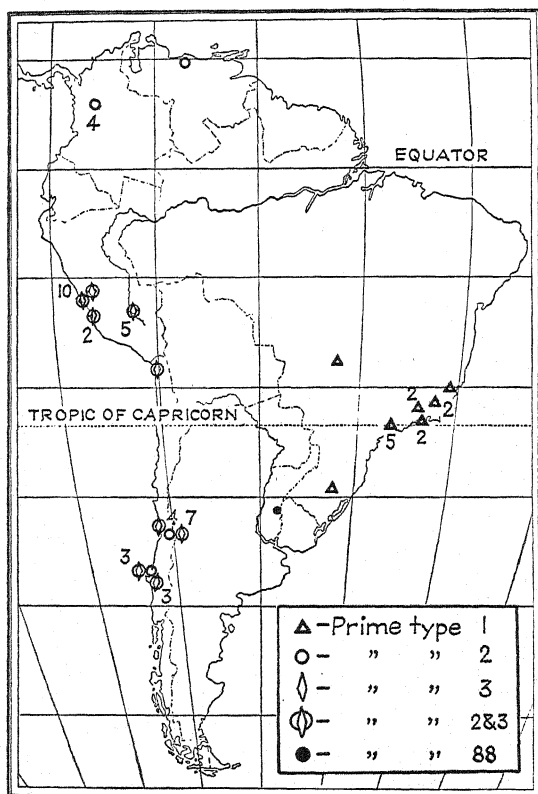 4
EQUATOR
10
2
5
2
2
TROPIC OF CAPRICORN
5
2
4 7
3
3
△ - Prime type 1
○ - " " 2
◊ - " " 3
⏀ - " " 2&3
● - " " 88